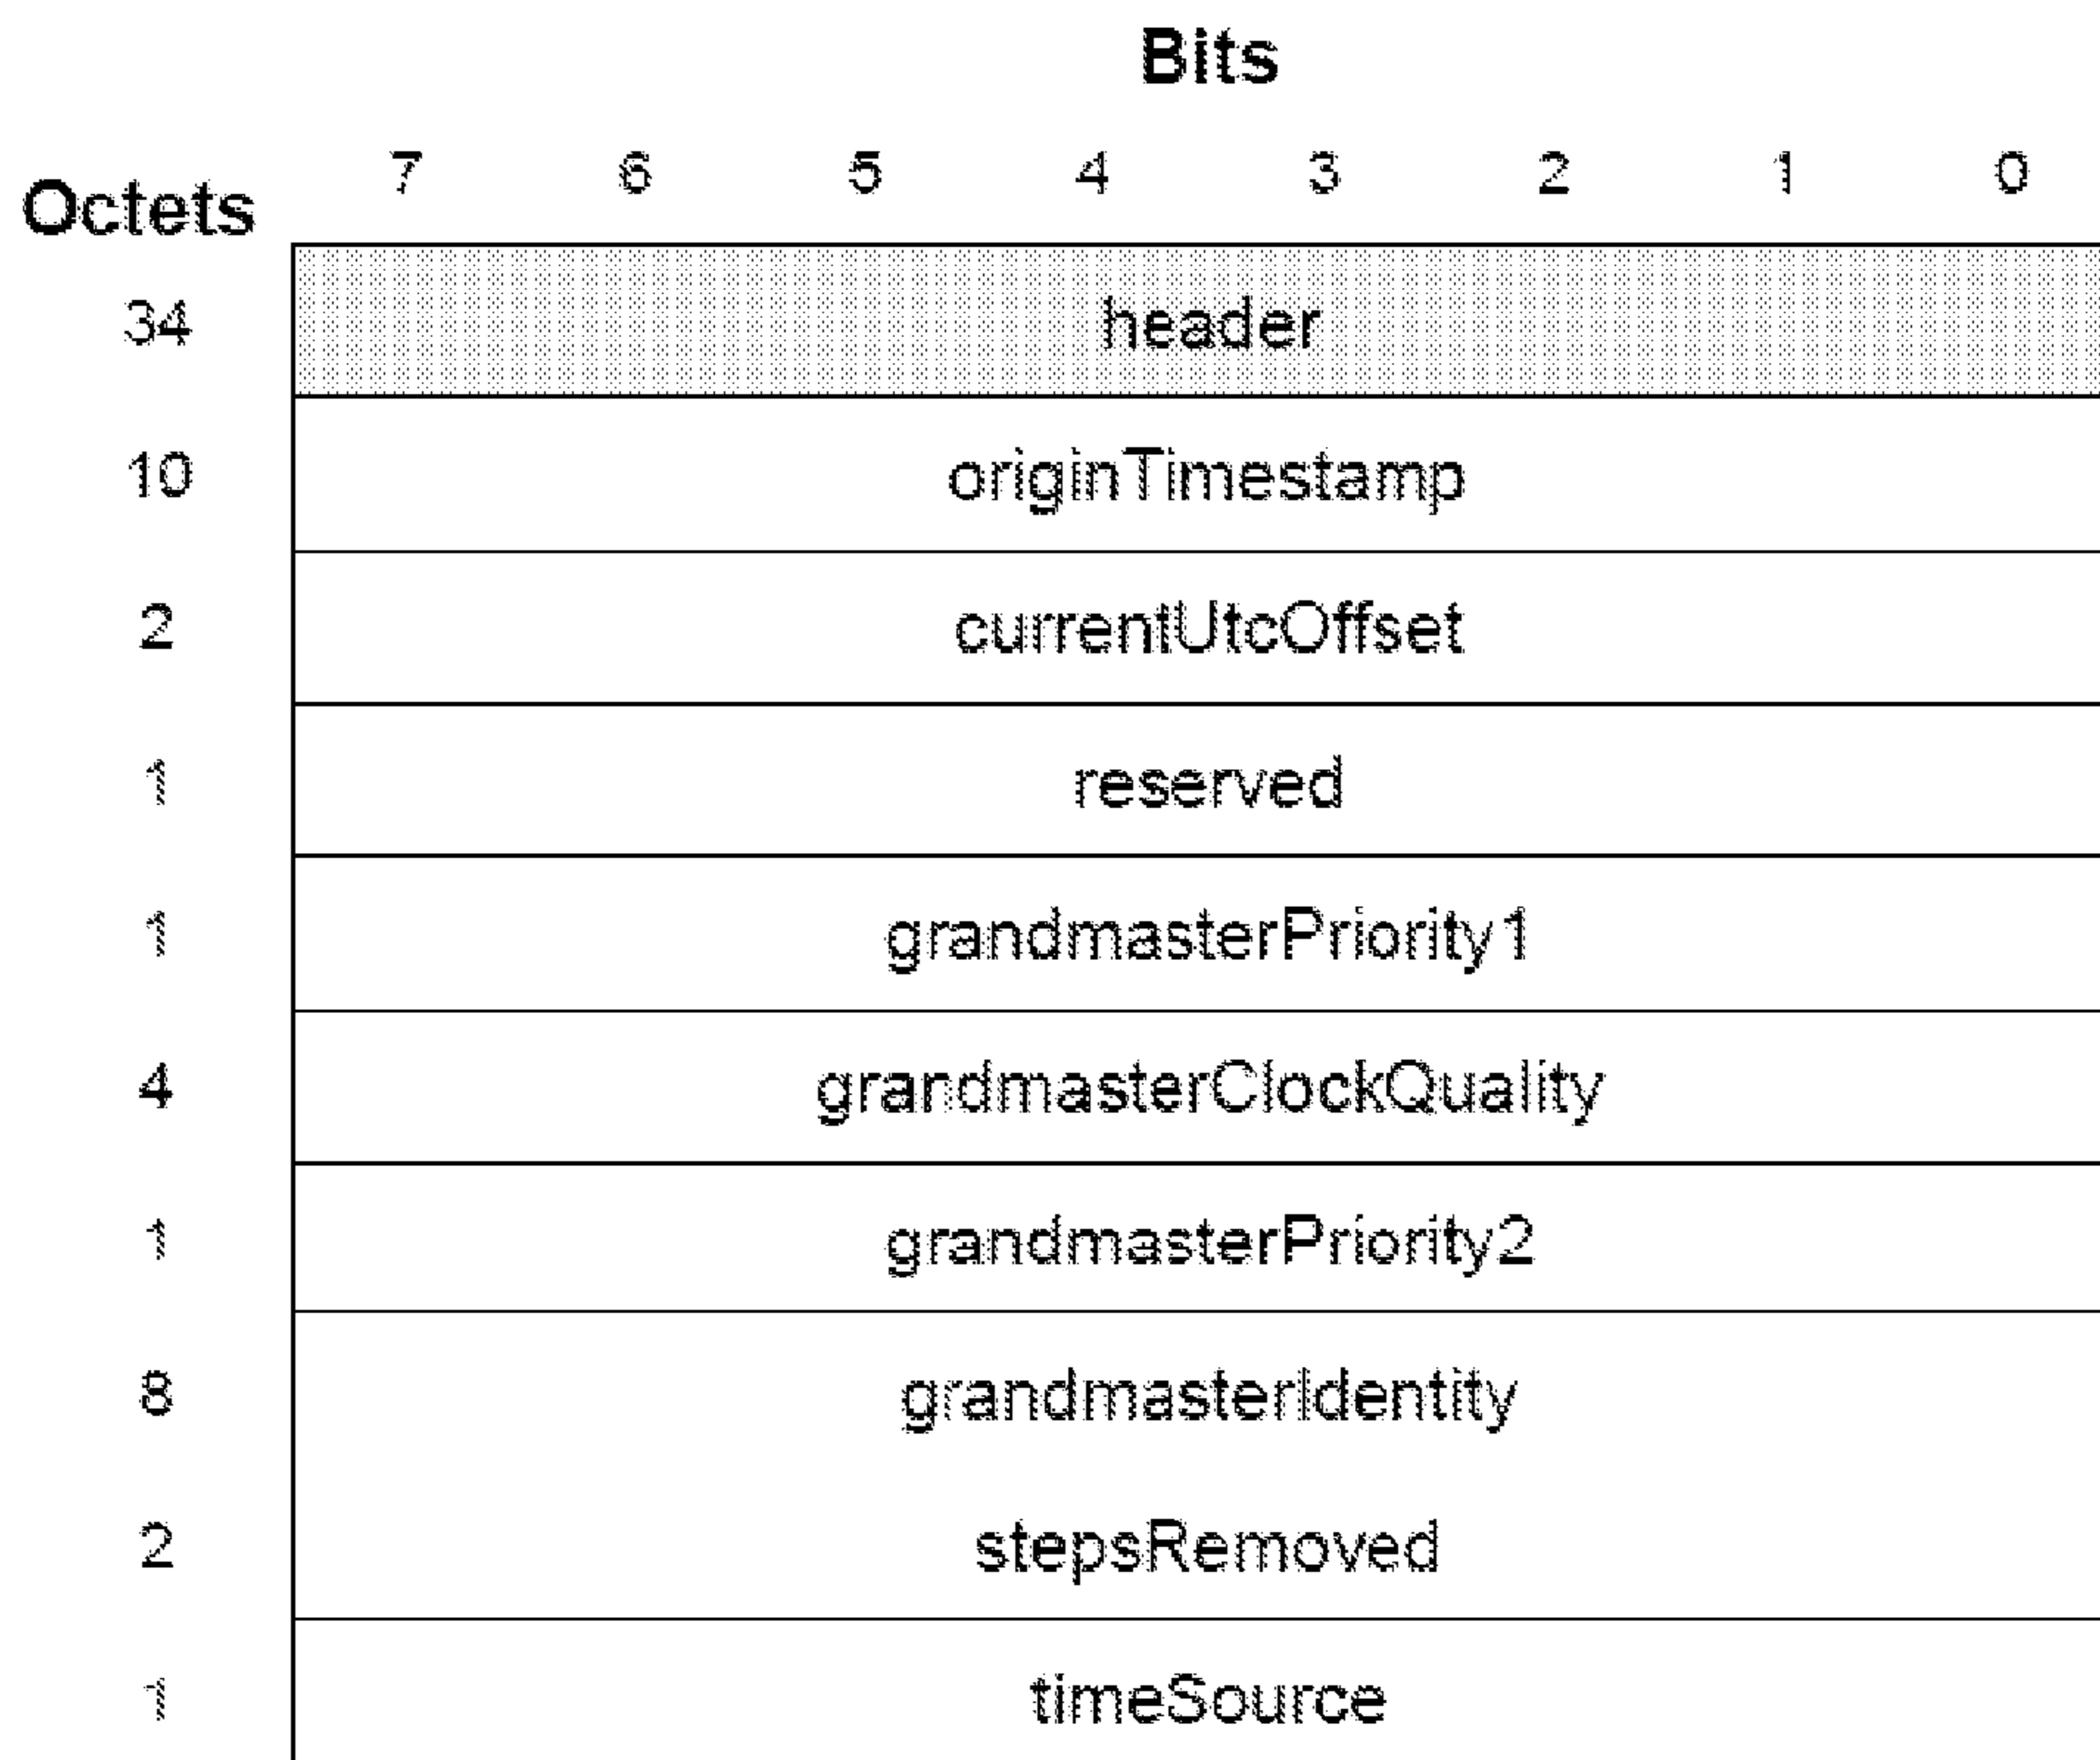 Bits
7 6 5 4 3 2 1 0
Octets
34 header
10 originTimestamp
2 currentUtcOffset
1 reserved
1 grandmasterPriority1
4 grandmasterClockQuality
1 grandmasterPriority2
8 grandmasterIdentity
2 stepsRemoved
1 timeSource